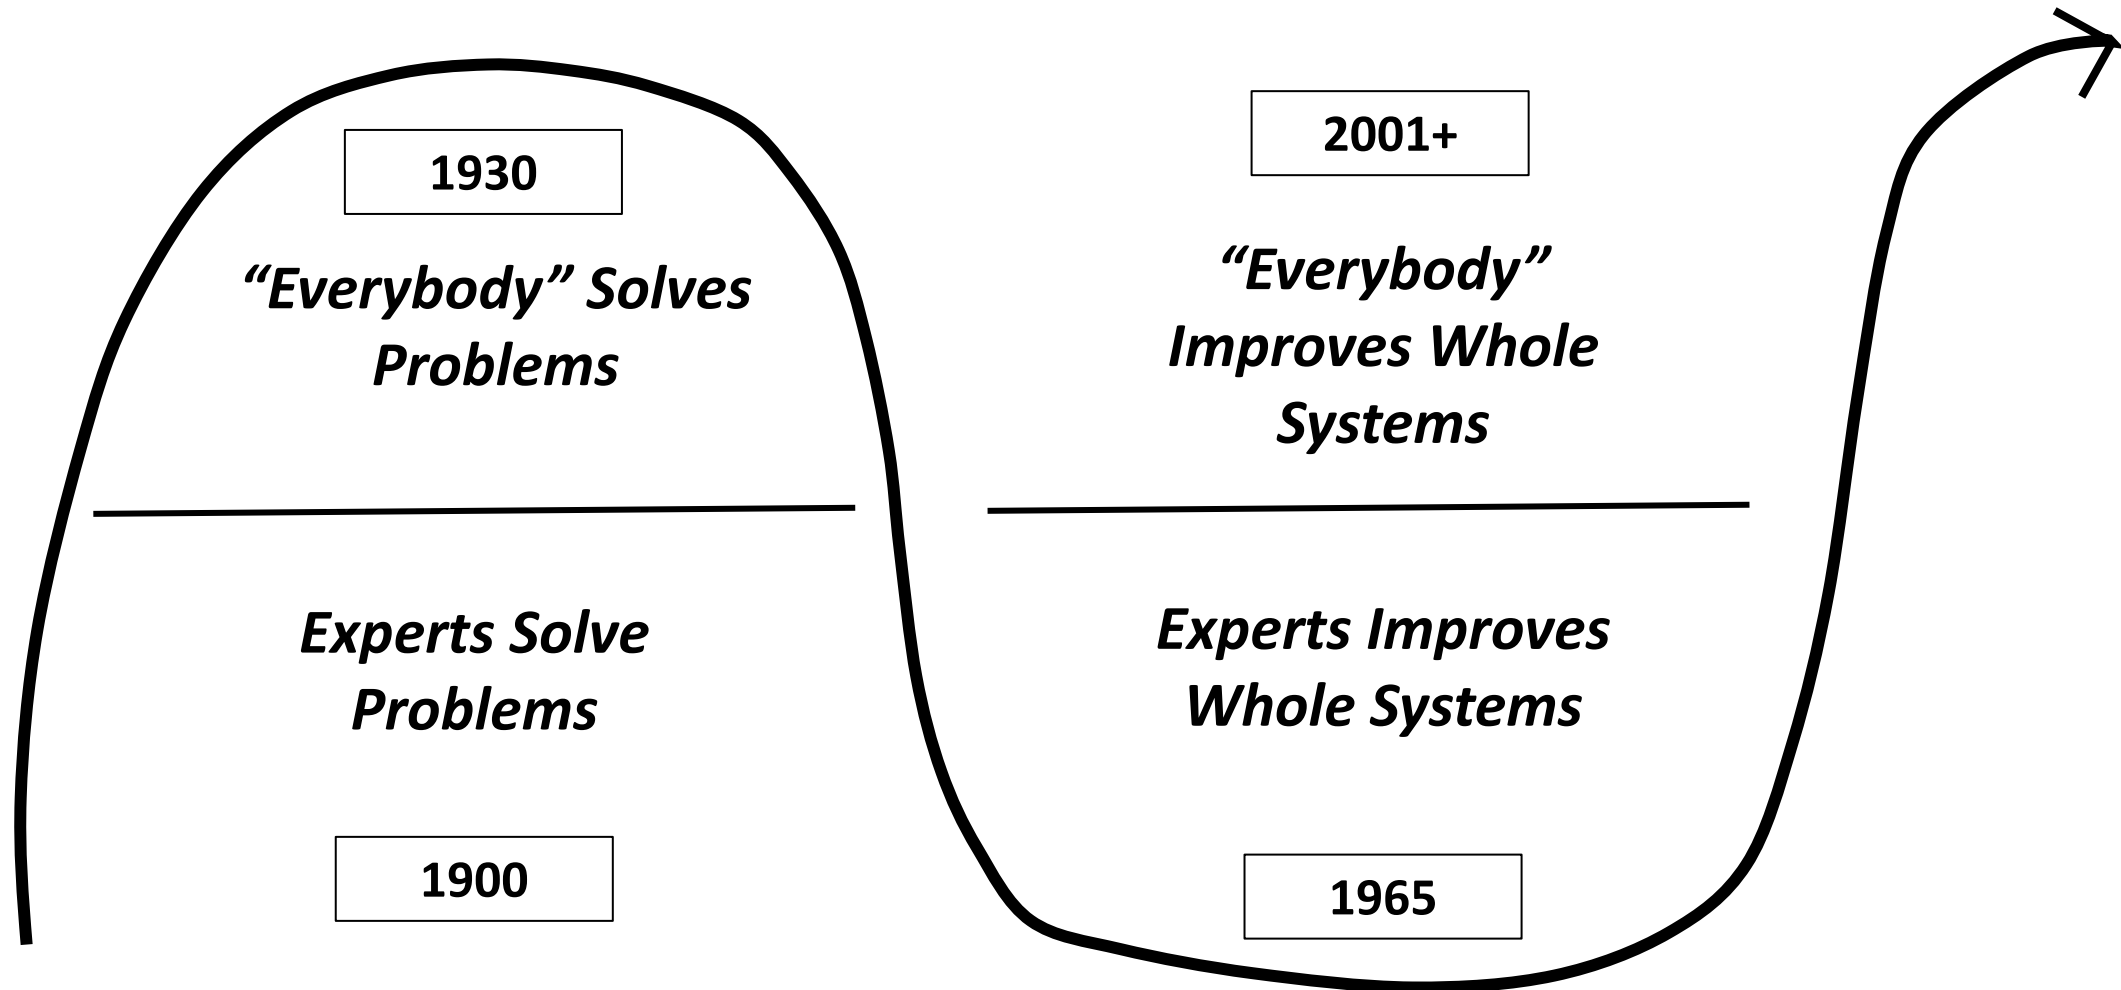 1930
“Everybody” Solves
Problems
Experts Solve
Problems
1900
2001+
“Everybody”
Improves Whole
Systems
Experts Improves
Whole Systems
1965